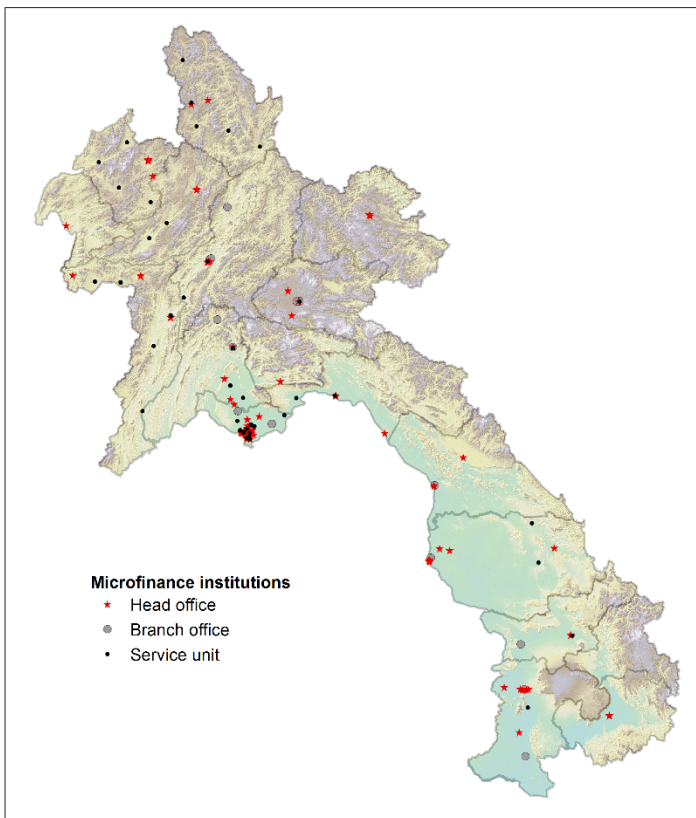 Microfinance institutions
Head office
Branch office
Service unit